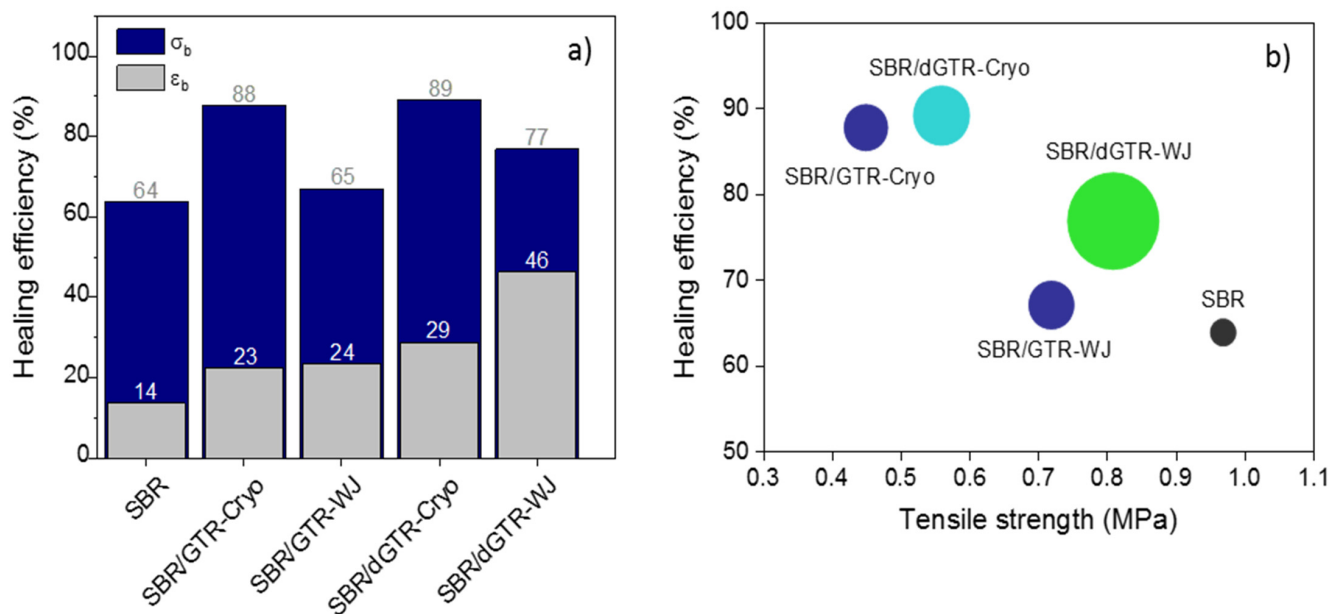 a)
σb
εb
Healing efficiency (%)
100
80
60
40
20
0
64
88
65
89
77
14
23
24
29
46
SBR
SBR/GTR-Cryo
SBR/GTR-WJ
SBR/dGTR-Cryo
SBR/dGTR-WJ
b)
Healing efficiency (%)
100
90
80
70
60
50
SBR/dGTR-Cryo
SBR/GTR-Cryo
SBR/dGTR-WJ
SBR/GTR-WJ
SBR
0.3 0.4 0.5 0.6 0.7 0.8 0.9 1.0 1.1
Tensile strength (MPa)